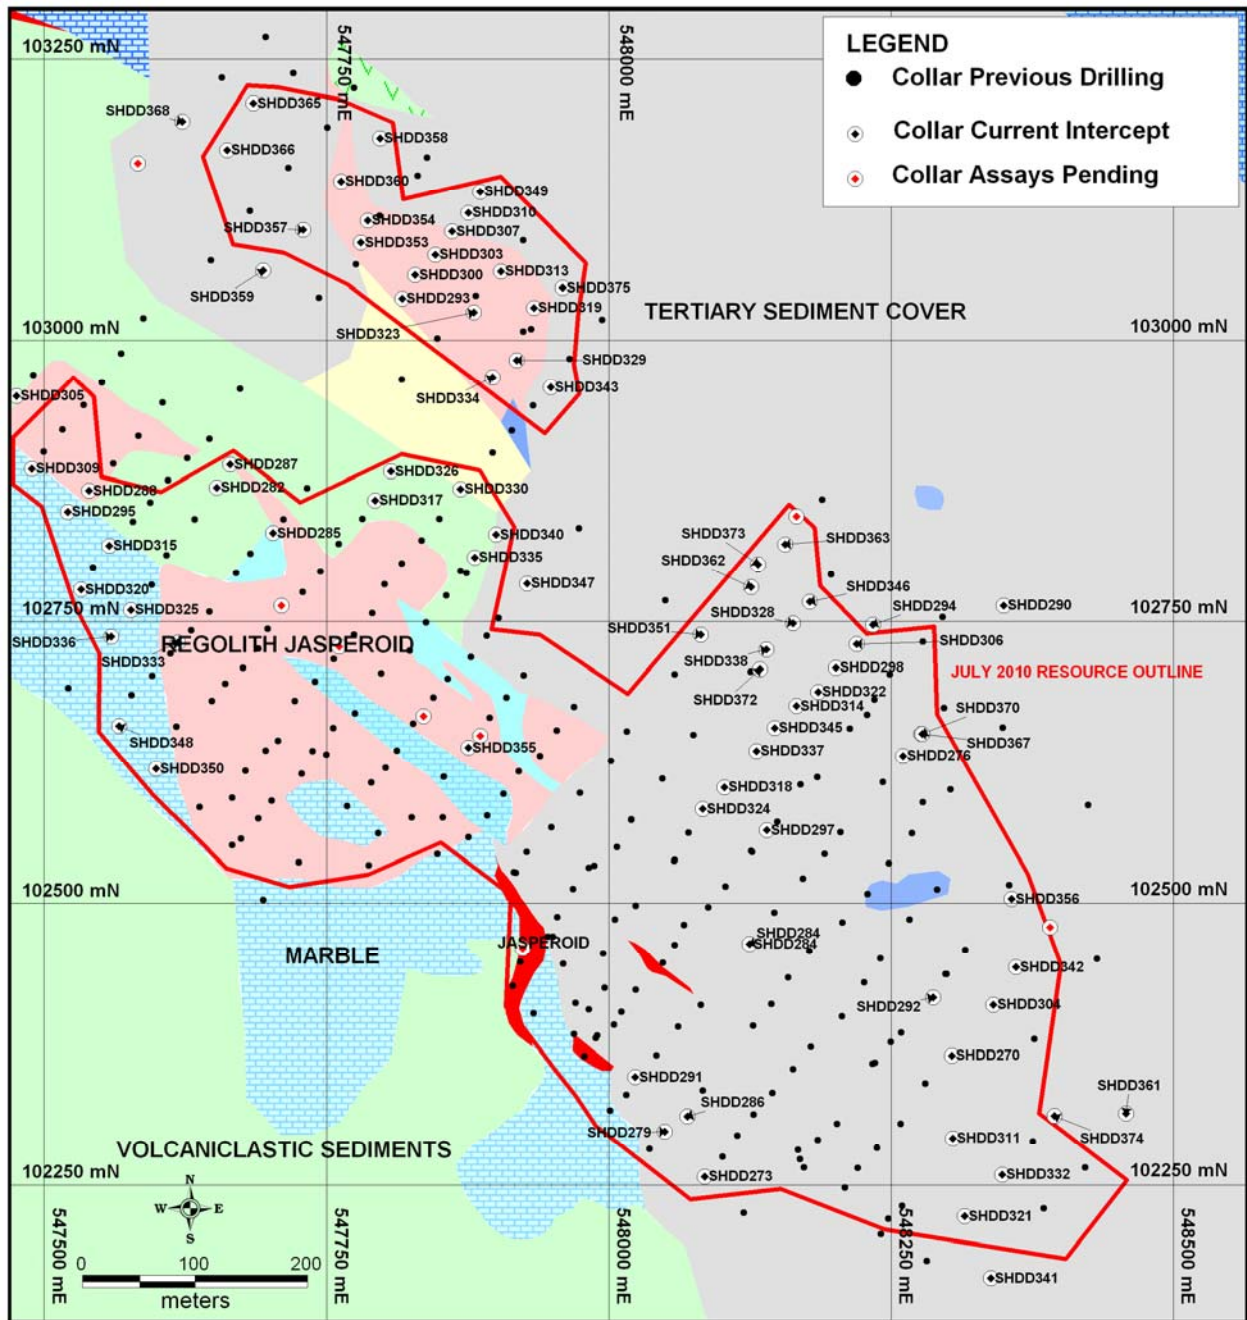 LEGEND
Collar Previous Drilling
Collar Current Intercept
Collar Assays Pending
103250 mN
547750 mE
548000 mE
SHDD368
SHDD365
SHDD366
SHDD358
SHDD360
SHDD349
SHDD310
SHDD354
SHDD357
SHDD307
SHDD353
SHDD303
SHDD300
SHDD313
SHDD359
SHDD375
SHDD293
SHDD319
TERTIARY SEDIMENT COVER
SHDD323
103000 mN
103000 mN
SHDD329
SHDD334
SHDD343
SHDD305
SHDD309
SHDD287
SHDD326
SHDD288
SHDD282
SHDD330
SHDD317
SHDD295
SHDD285
SHDD340
SHDD373
SHDD363
SHDD315
SHDD335
SHDD362
SHDD320
SHDD347
SHDD346
102750 mN
SHDD325
SHDD328
SHDD294
SHDD290
102750 mN
SHDD336
REGOLITH JASPEROID
SHDD351
SHDD306
SHDD333
SHDD338
SHDD298
JULY 2010 RESOURCE OUTLINE
SHDD372
SHDD322
SHDD314
SHDD348
SHDD345
SHDD370
SHDD367
SHDD355
SHDD337
SHDD276
SHDD350
SHDD318
SHDD324
SHDD297
102500 mN
SHDD356
102500 mN
JASPEROID
SHDD284
SHDD284
MARBLE
SHDD342
SHDD292
SHDD304
SHDD270
SHDD291
SHDD361
SHDD286
SHDD279
SHDD311
SHDD374
VOLCANICLASTIC SEDIMENTS
102250 mN
SHDD273
SHDD332
102250 mN
N
W E
S
SHDD321
547500 mE
547750 mE
548000 mE
548250 mE
548500 mE
0 100 200
meters
SHDD341